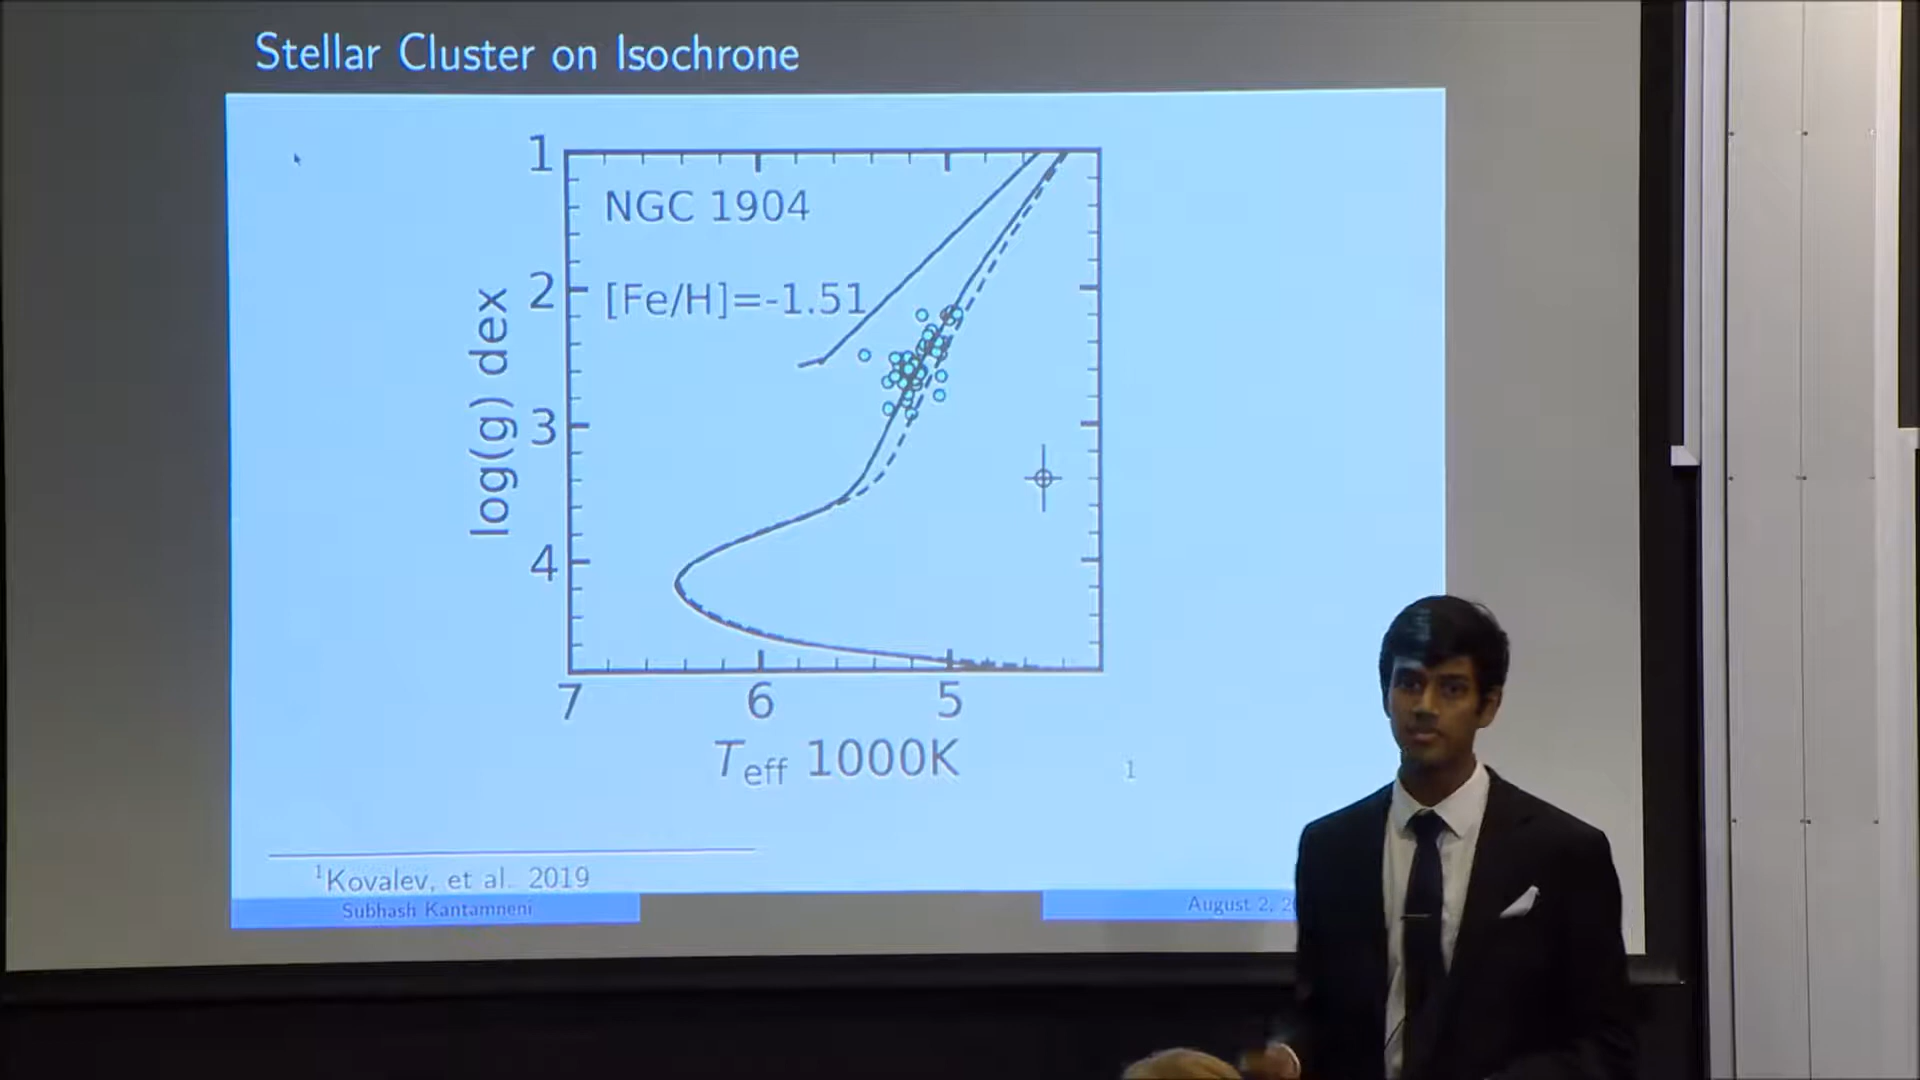 Stellar Cluster on Isochrone
1
NGC 1904
2
[Fe/H]=-1.51
log(g) dex
3
4
7 6 5
Teff 1000K
1
1Kovalev, et al. 2019
Subhash Kantamneni
August 2,